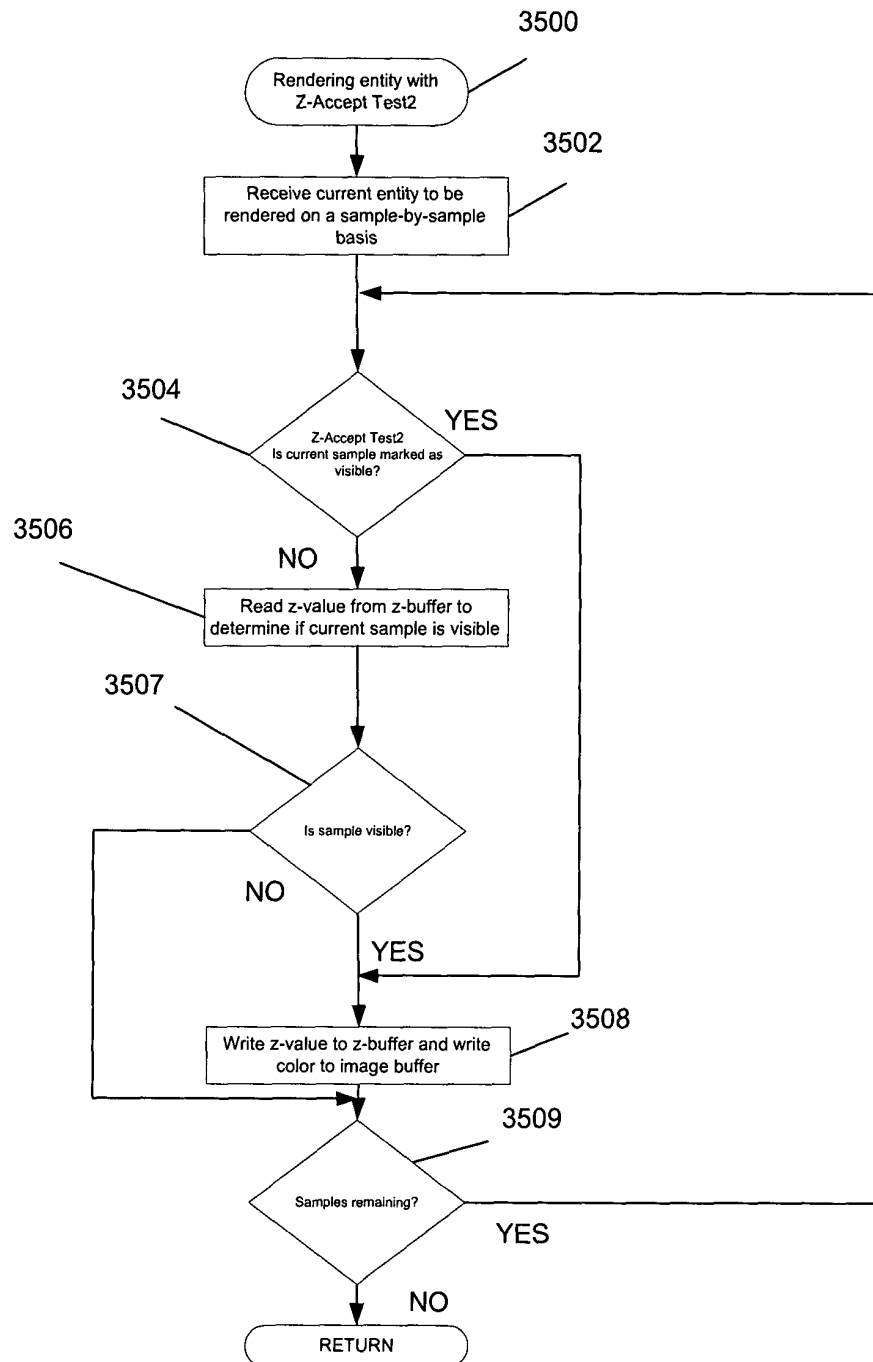 3500
Rendering entity with
Z-Accept Test2
3502
Receive current entity to be
rendered on a sample-by-sample
basis
3504
YES
Z-Accept Test2
Is current sample marked as
visible?
3506
NO
Read z-value from z-buffer to
determine if current sample is visible
3507
Is sample visible?
NO
YES
3508
Write z-value to z-buffer and write
color to image buffer
3509
Samples remaining?
YES
NO
RETURN